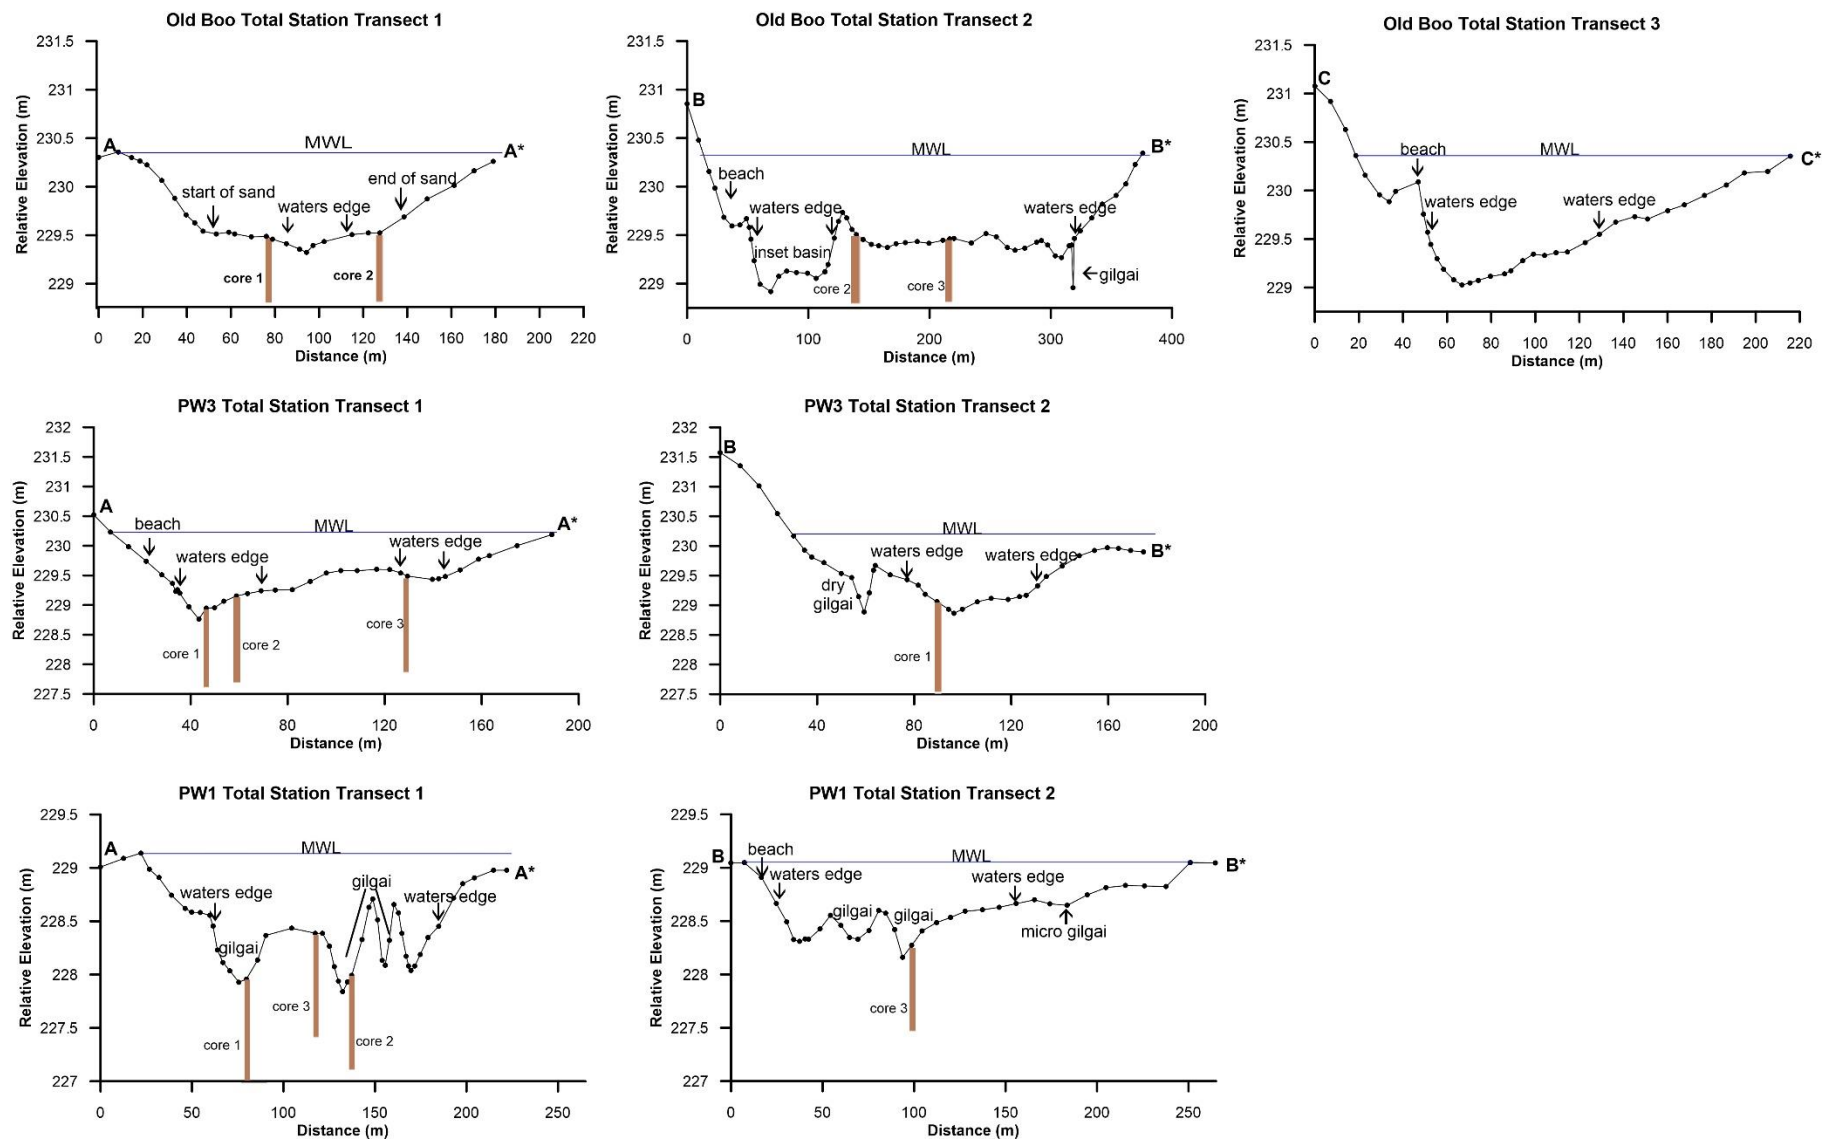 Old Boo Total Station Transect 1
Relative Elevation (m)
231.5
231
230.5
230
229.5
229
A
MWL
A*
start of sand
end of sand
waters edge
core 1
core 2
0 20 40 60 80 100 120 140 160 180 200 220
Distance (m)
Old Boo Total Station Transect 2
Relative Elevation (m)
231.5
231
230.5
230
229.5
229
B
MWL
B*
beach
waters edge
waters edge
inset basin
gilgai
core 2
core 3
0 100 200 300 400
Distance (m)
Old Boo Total Station Transect 3
Relative Elevation (m)
231.5
231
230.5
230
229.5
229
C
beach
MWL
C*
waters edge
waters edge
0 20 40 60 80 100 120 140 160 180 200 220
Distance (m)
PW3 Total Station Transect 1
Relative Elevation (m)
232
231.5
231
230.5
230
229.5
229
228.5
228
227.5
A
beach
MWL
A*
waters edge
waters edge
core 1
core 2
core 3
0 40 80 120 160 200
Distance (m)
PW3 Total Station Transect 2
Relative Elevation (m)
232
231.5
231
230.5
230
229.5
229
228.5
228
227.5
B
MWL
B*
waters edge
waters edge
dry
gilgai
core 1
0 40 80 120 160 200
Distance (m)
PW1 Total Station Transect 1
Relative Elevation (m)
229.5
229
228.5
228
227.5
227
A
MWL
A*
gilgai
waters edge
waters edge
gilgai
core 3
core 1
core 2
0 50 100 150 200 250
Distance (m)
PW1 Total Station Transect 2
Relative Elevation (m)
229.5
229
228.5
228
227.5
227
B
beach
MWL
B*
waters edge
waters edge
gilgai
gilgai
micro gilgai
core 3
0 50 100 150 200 250
Distance (m)